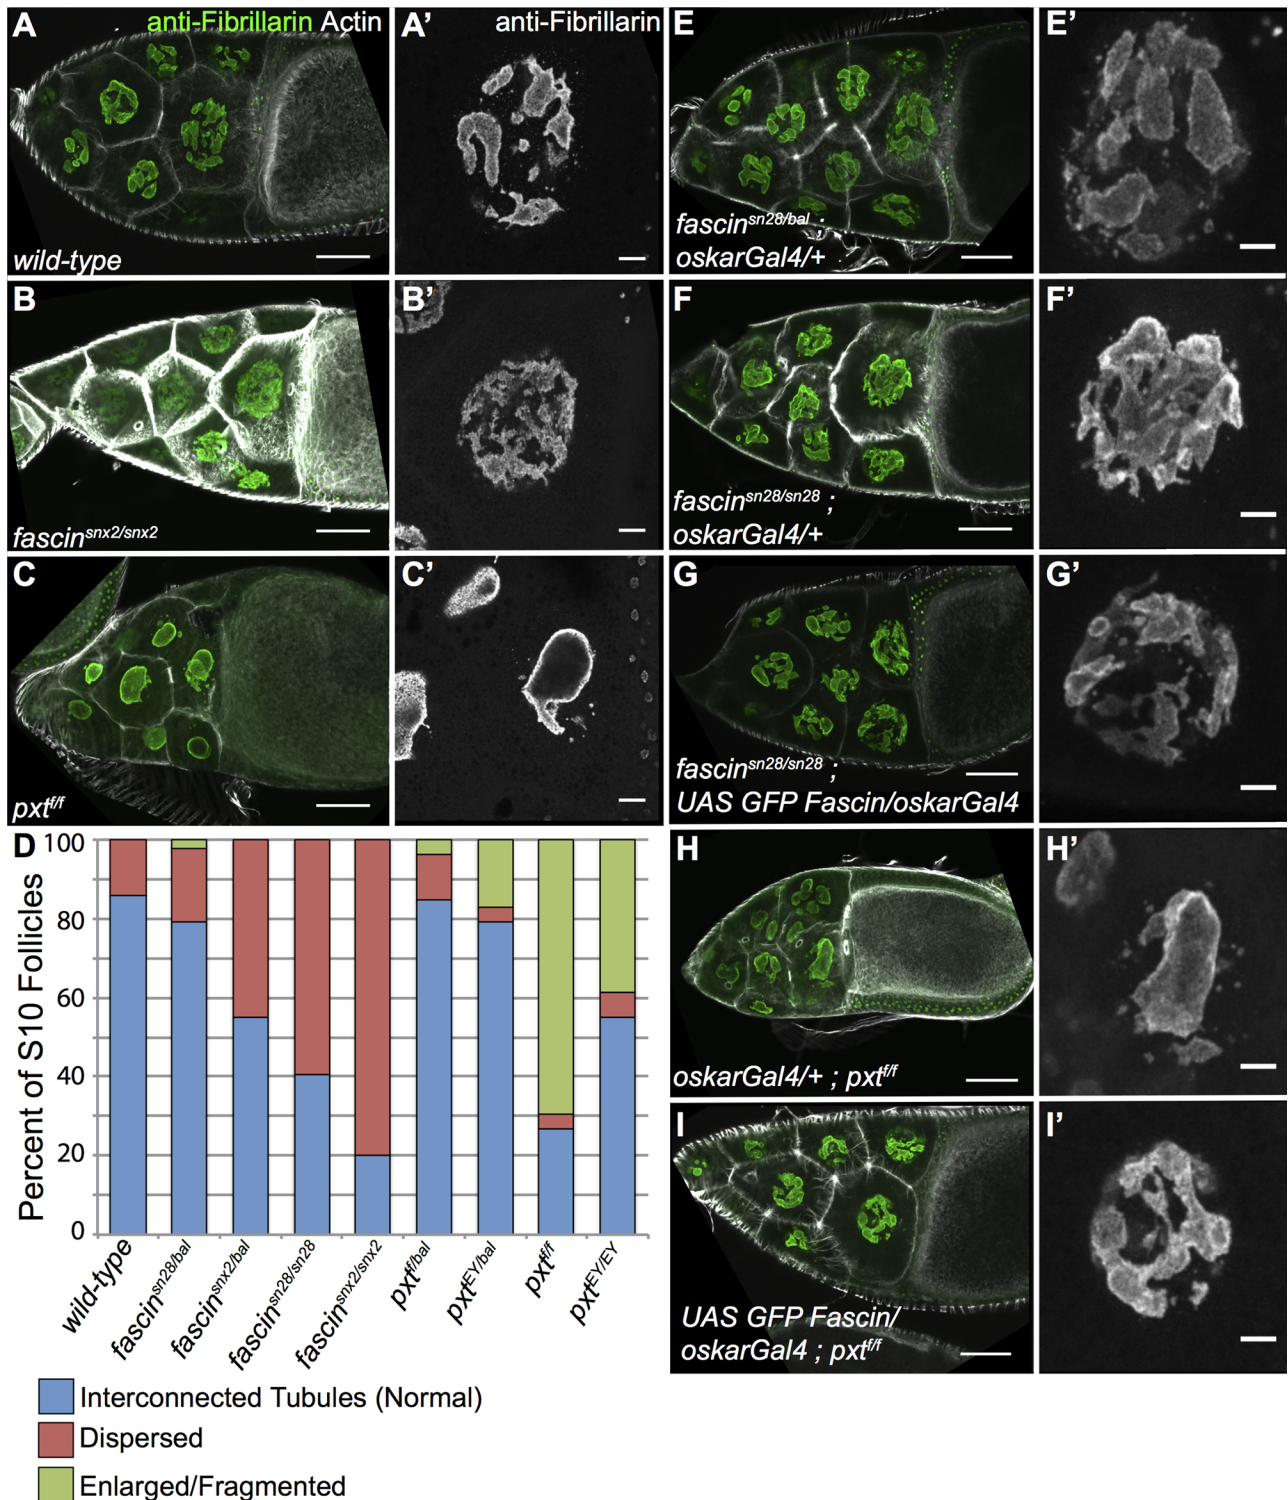 A
anti-Fibrillarin Actin
wild-type
A’
anti-Fibrillarin
B
fascin^snx2/snx2
B’
C
pxt^f/f
C’
D
Percent of S10 Follicles
100
80
60
40
20
0
wild-type
fascin^sn28/bal
fascin^snx2/bal
fascin^sn28/sn28
fascin^snx2/snx2
pxt^f/bal
pxt^EY/bal
pxt^f/f
pxt^EY/EY
Interconnected Tubules (Normal)
Dispersed
Enlarged/Fragmented
E
fascin^sn28/bal ;
oskarGal4/+
E’
F
fascin^sn28/sn28 ;
oskarGal4/+
F’
G
fascin^sn28/sn28 ;
UAS GFP Fascin/oskarGal4
G’
H
oskarGal4/+ ; pxt^f/f
H’
I
UAS GFP Fascin/
oskarGal4 ; pxt^f/f
I’